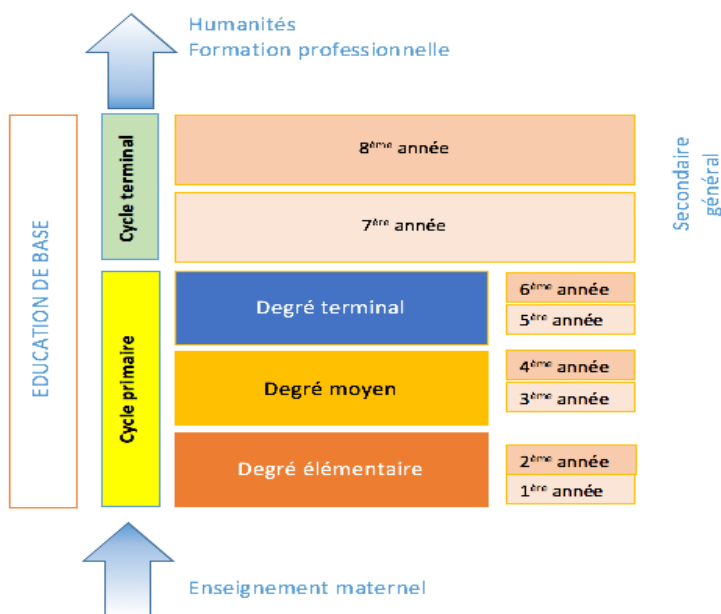 Humanités
Formation professionnelle
EDUCATION DE BASE
Cycle terminal
8ème année
7ère année
Secondaire
général
Cycle primaire
Degré terminal
6ème année
5ère année
Degré moyen
4ème année
3ème année
Degré élémentaire
2ème année
1ère année
Enseignement maternel